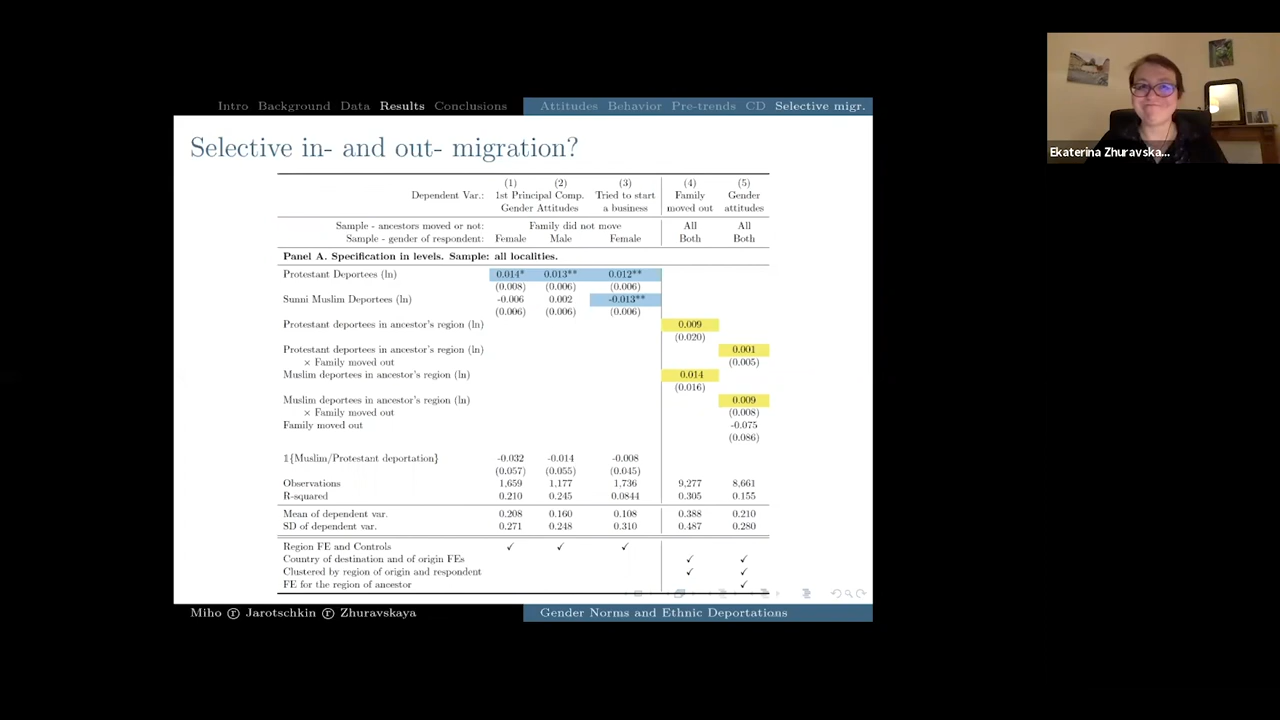 Intro Background Data Results Conclusions Attitudes Behavior Pre-trends CD Selective migr.
Ekaterina Zhuravska...
Selective in- and out- migration?
(1) (2) (3) (4) (5)
Dependent Var.: 1st Principal Comp. Tried to start Family Gender
Gender Attitudes a business moved out attitudes
Sample - ancestors moved or not: Family did not move All All
Sample - gender of respondent: Female Male Female Both Both
Panel A. Specification in levels. Sample: all localities.
Protestant Deportees (ln) 0.014* 0.013** 0.012**
(0.008) (0.006) (0.006)
Sunni Muslim Deportees (ln) -0.006 0.002 -0.013**
(0.006) (0.006) (0.006)
Protestant deportees in ancestor's region (ln) 0.009
(0.020)
Protestant deportees in ancestor's region (ln) 0.001
× Family moved out (0.005)
Muslim deportees in ancestor's region (ln) 0.014
(0.016)
Muslim deportees in ancestor's region (ln) 0.009
× Family moved out (0.008)
Family moved out -0.075
(0.086)
1{Muslim/Protestant deportation} -0.032 -0.014 -0.008
(0.057) (0.055) (0.045)
Observations 1,659 1,177 1,736 9,277 8,661
R-squared 0.210 0.245 0.0844 0.305 0.155
Mean of dependent var. 0.208 0.160 0.108 0.388 0.210
SD of dependent var. 0.271 0.248 0.310 0.487 0.280
Region FE and Controls ✓ ✓ ✓
Country of destination and of origin FEs ✓ ✓
Clustered by region of origin and respondent ✓ ✓
FE for the region of ancestor ✓
Miho ⓡ Jarotschkin ⓡ Zhuravskaya Gender Norms and Ethnic Deportations